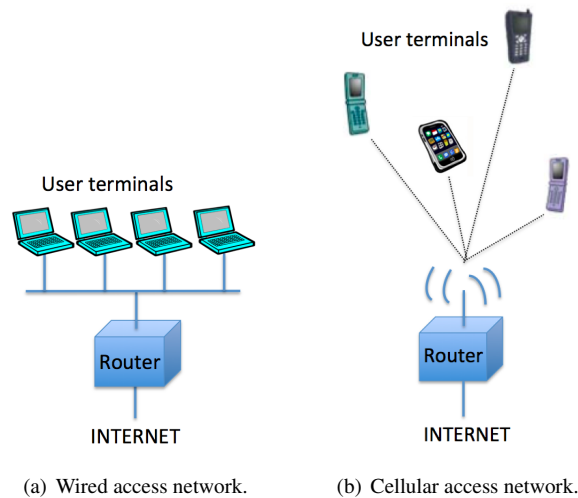 User terminals
Router
INTERNET
(a) Wired access network.
User terminals
Router
INTERNET
(b) Cellular access network.